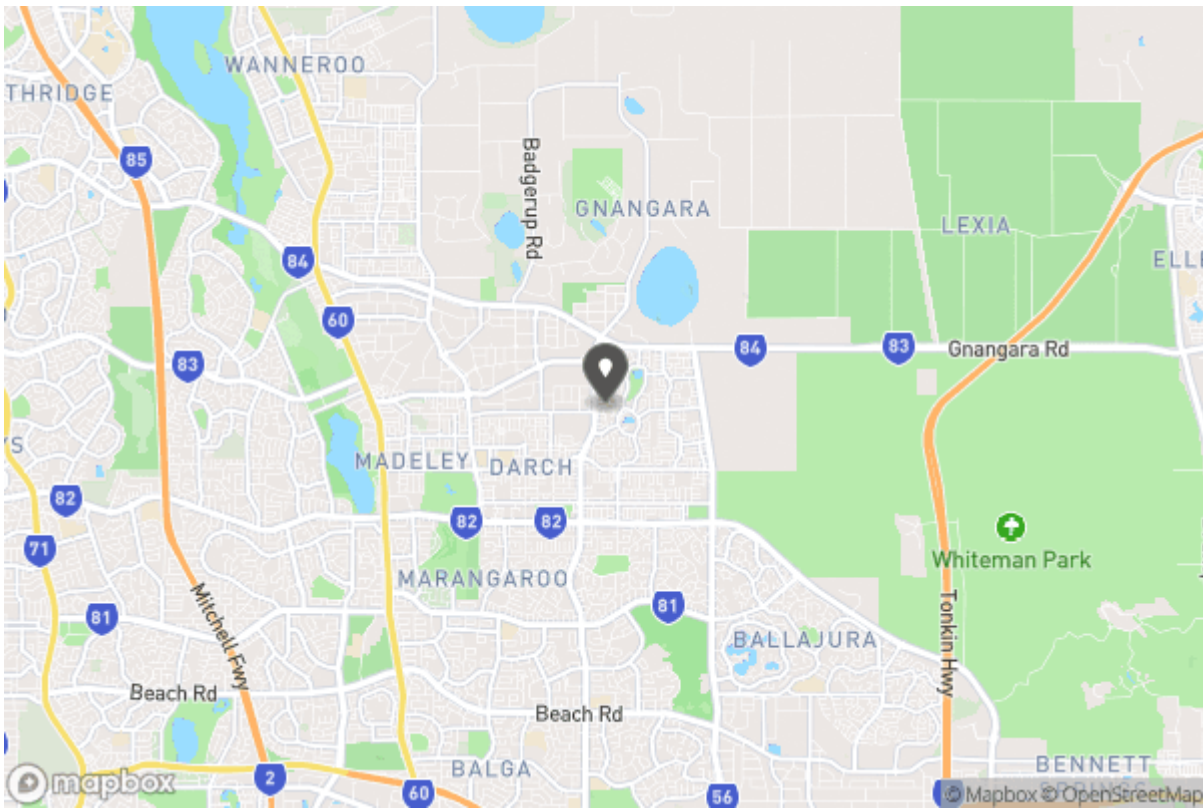 WANNEROO
THRIDGE
85
Badgerup Rd
GNANGARA
LEXIA
84
ELLE
60
83
84
83
Gnangara Rd
MADELEY
DARCH
82
82
82
71
Whiteman Park
MARANGAROO
81
81
Mitchell Fwy
Tonkin Hwy
BALLAJURA
Beach Rd
Beach Rd
BALGA
BENNETT
2
60
56
mapbox
© Mapbox © OpenStreetMap